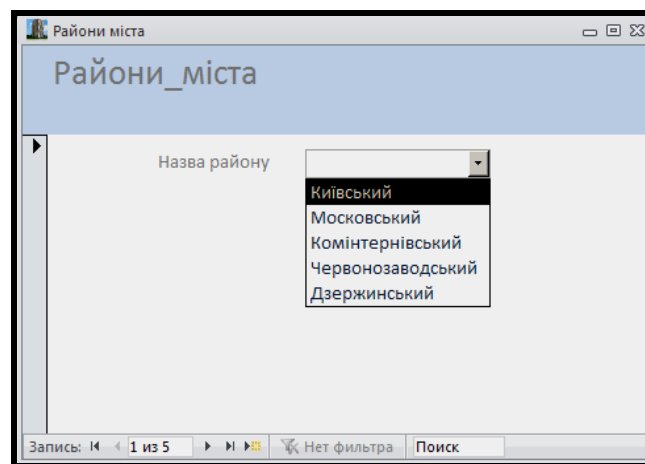 Райони міста
Райони_міста
Назва району
Київський
Московський
Комінтернівський
Червонозаводський
Дзержинський
Запись: 1 из 5 Нет фильтра Поиск